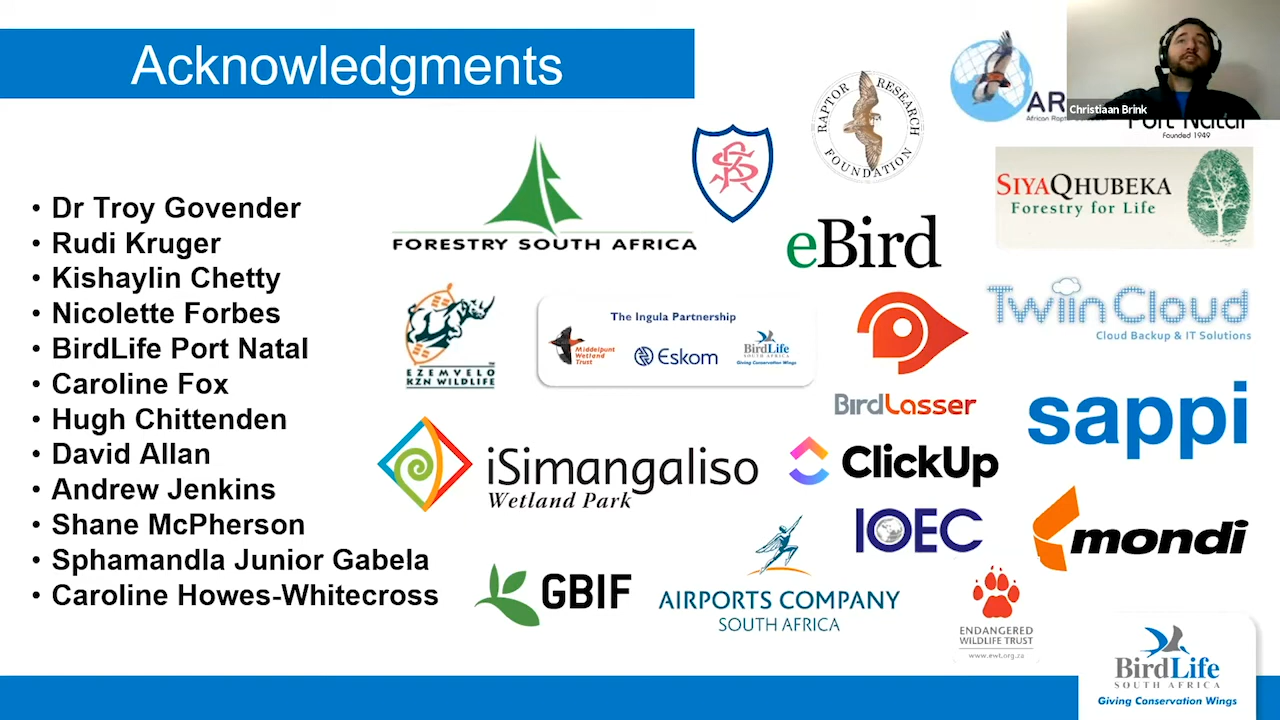 Acknowledgments
Christiaan Brink
AR
African Rap
Port Natal
Founded 1949
RAPTOR RESEARCH FOUNDATION
SIYAQHUBEKA
Forestry for Life
FORESTRY SOUTH AFRICA
eBird
• Dr Troy Govender
• Rudi Kruger
• Kishaylin Chetty
• Nicolette Forbes
• BirdLife Port Natal
• Caroline Fox
• Hugh Chittenden
• David Allan
• Andrew Jenkins
• Shane McPherson
• Sphamandla Junior Gabela
• Caroline Howes-Whitecross
EZEMVELO
KZN WILDLIFE
TM
The Ingula Partnership
Middelpunt
Wetland
Trust
Eskom
BirdLife
SOUTH AFRICA
Giving Conservation Wings
TwiinCloud
Cloud Backup & IT Solutions
BirdLasser
sappi
iSimangaliso
Wetland Park
ClickUp
IOEC
mondi
GBIF
AIRPORTS COMPANY
SOUTH AFRICA
ENDANGERED
WILDLIFE TRUST
www.ewt.org.za
BirdLife
SOUTH AFRICA
Giving Conservation Wings